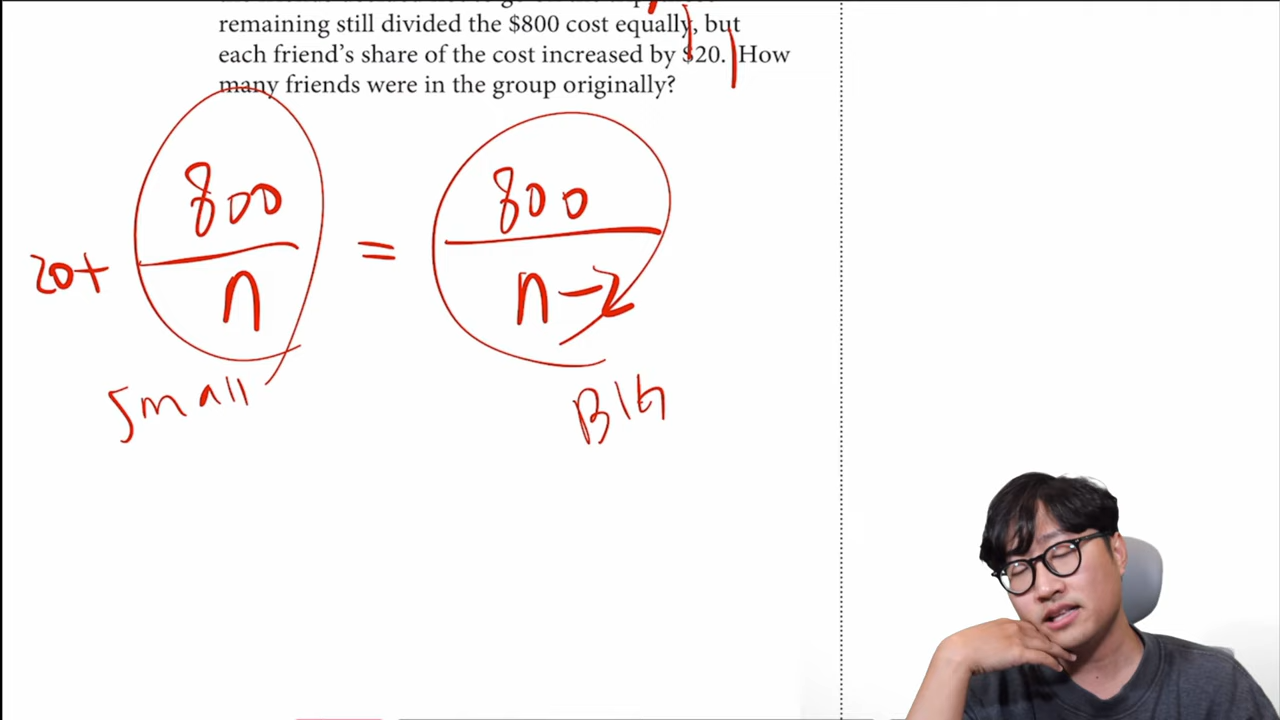 remaining still divided the $800 cost equally, but
each friend's share of the cost increased by $20. How
many friends were in the group originally?
20+ 800/n = 800/n-2
Small BIG